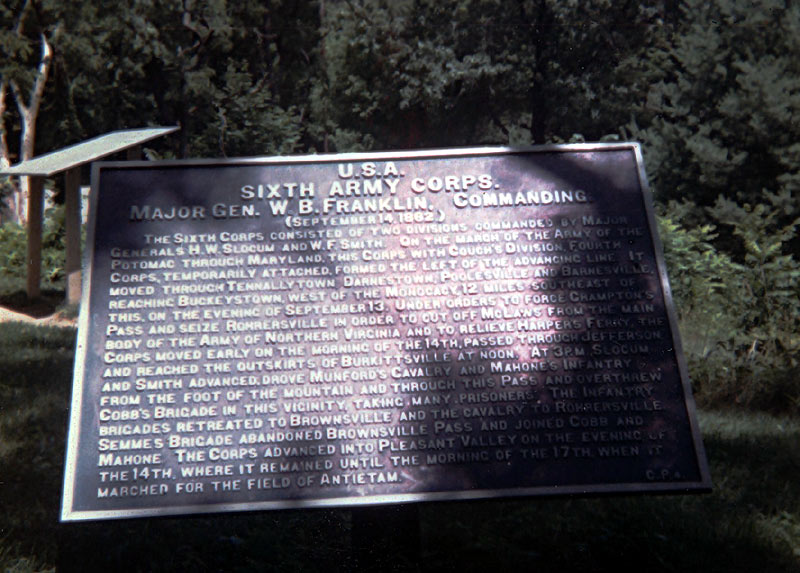 U.S.A.
SIXTH ARMY CORPS.
MAJOR GEN. W. B. FRANKLIN, COMMANDING.
(SEPTEMBER 14, 1862.)
THE SIXTH CORPS CONSISTED OF TWO DIVISIONS COMMANDED BY MAJOR
GENERALS H.W. SLOCUM AND W.F. SMITH. ON THE MARCH OF THE ARMY OF THE
POTOMAC THROUGH MARYLAND, THIS CORPS WITH COUCH'S DIVISION, FOURTH
CORPS, TEMPORARILY ATTACHED, FORMED THE LEFT OF THE ADVANCING LINE. IT
MOVED THROUGH TENNALLYTOWN, DARNESTOWN, POOLESVILLE AND BARNESVILLE,
REACHING BUCKEYSTOWN, WEST OF THE MONOCACY, 12 MILES SOUTHEAST OF
THIS, ON THE EVENING OF SEPTEMBER 13. UNDER ORDERS TO FORCE CRAMPTON'S
PASS AND SEIZE ROHRERSVILLE IN ORDER TO CUT OFF MCLAWS FROM THE MAIN
BODY OF THE ARMY OF NORTHERN VIRGINIA AND TO RELIEVE HARPERS FERRY, THE
CORPS MOVED EARLY ON THE MORNING OF THE 14TH, PASSED THROUGH JEFFERSON
AND REACHED THE OUTSKIRTS OF BURKITTSVILLE AT NOON. AT 3 P.M. SLOCUM
AND SMITH ADVANCED, DROVE MUNFORD'S CAVALRY AND MAHONE'S INFANTRY
FROM THE FOOT OF THE MOUNTAIN AND THROUGH THIS PASS AND OVERTHREW
COBB'S BRIGADE IN THIS VICINITY, TAKING MANY PRISONERS. THE INFANTRY
BRIGADES RETREATED TO BROWNSVILLE AND THE CAVALRY TO ROHRERSVILLE.
SEMMES BRIGADE ABANDONED BROWNSVILLE PASS AND JOINED COBB AND
MAHONE. THE CORPS ADVANCED INTO PLEASANT VALLEY ON THE EVENING OF
THE 14TH, WHERE IT REMAINED UNTIL THE MORNING OF THE 17TH, WHEN IT
MARCHED FOR THE FIELD OF ANTIETAM.
C.P.4.